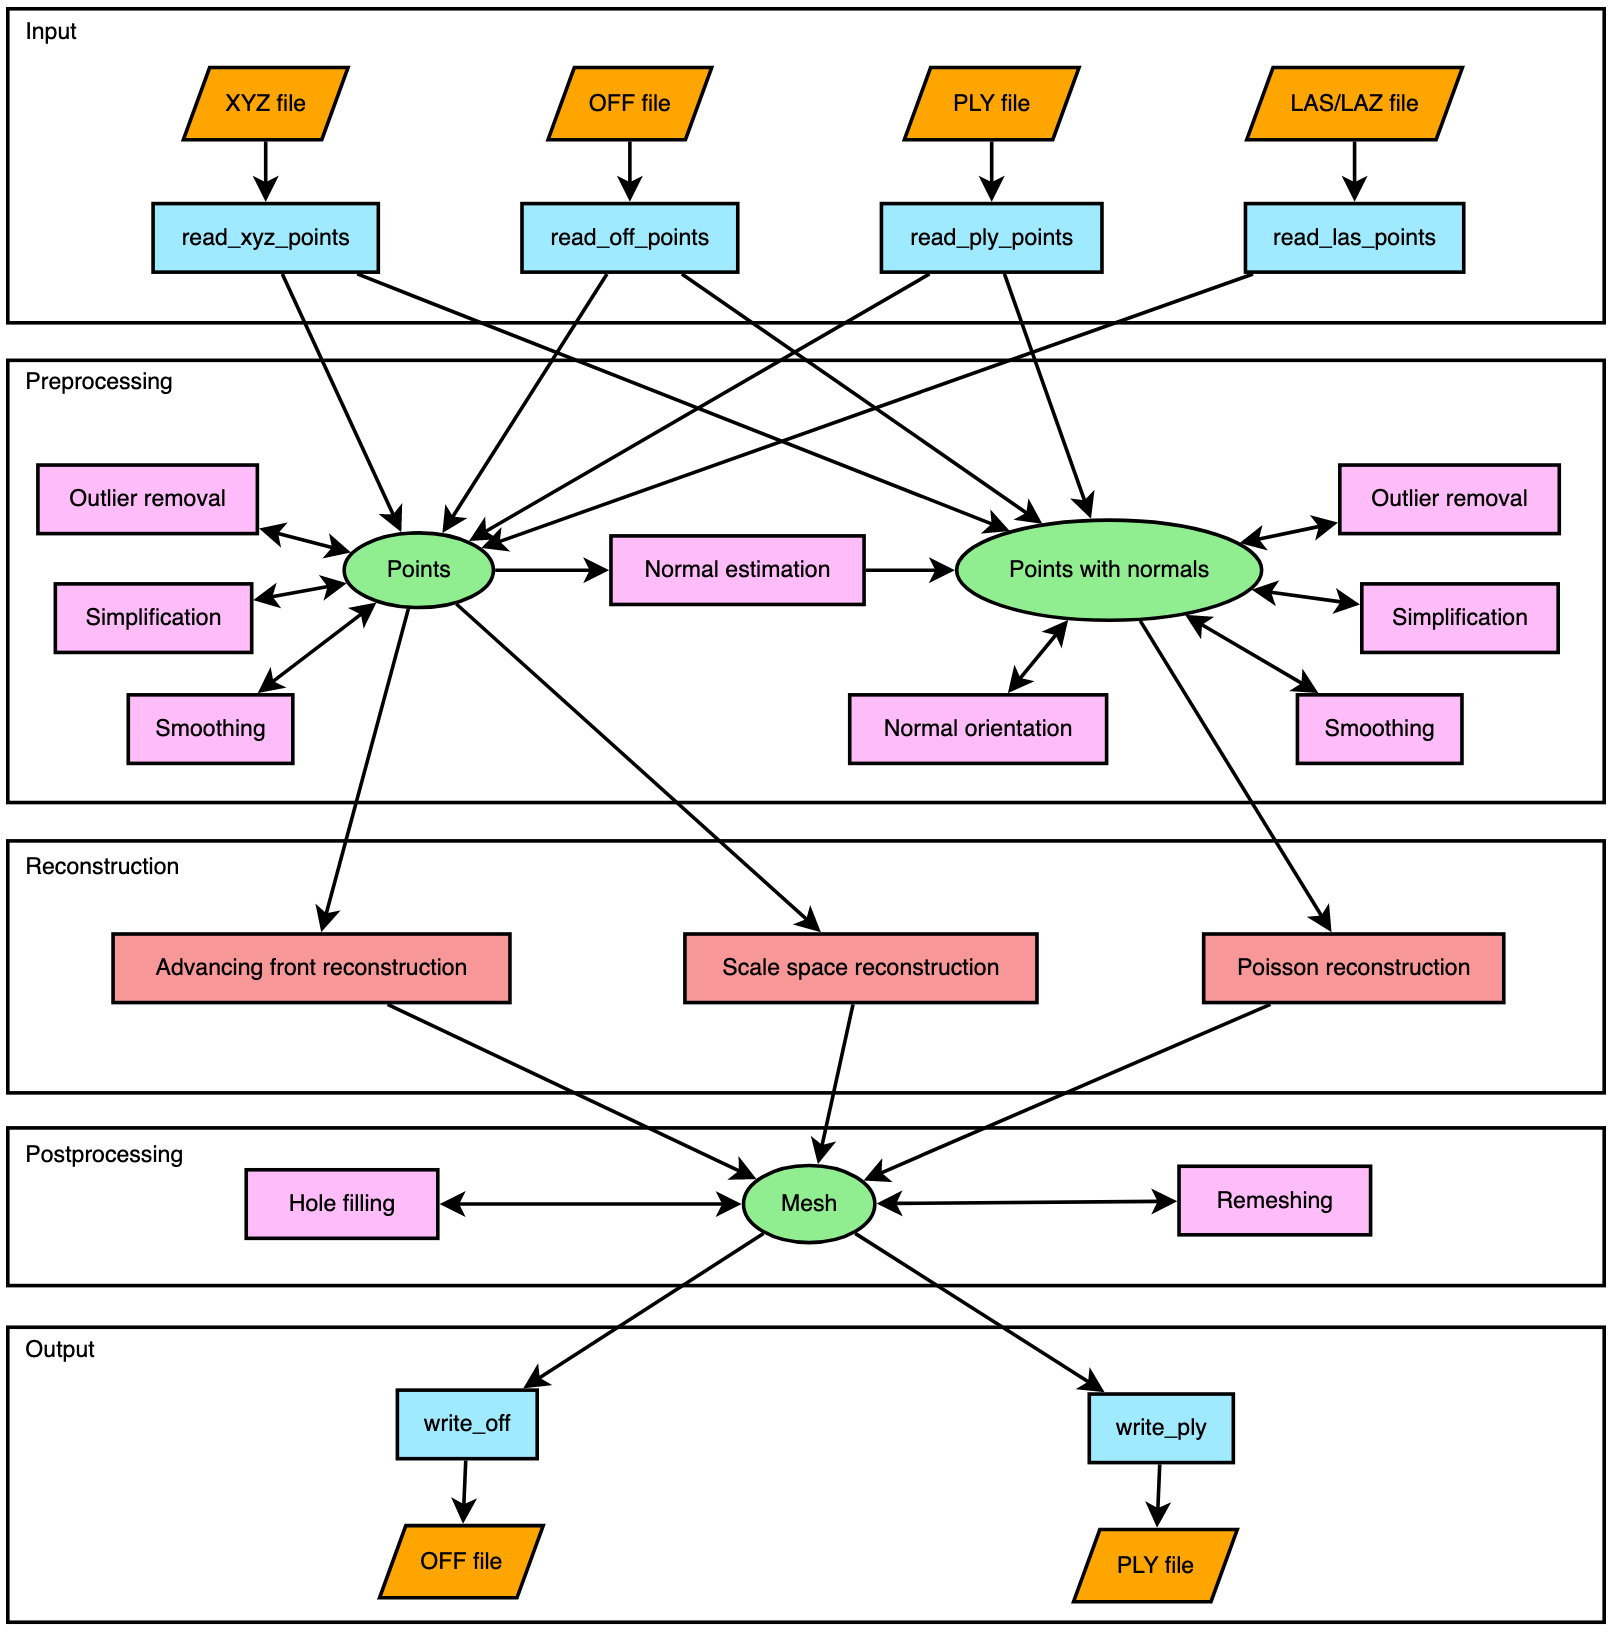 Input
XYZ file
OFF file
PLY file
LAS/LAZ file
read_xyz_points
read_off_points
read_ply_points
read_las_points
Preprocessing
Outlier removal
Outlier removal
Points
Normal estimation
Points with normals
Simplification
Simplification
Smoothing
Normal orientation
Smoothing
Reconstruction
Advancing front reconstruction
Scale space reconstruction
Poisson reconstruction
Postprocessing
Hole filling
Mesh
Remeshing
Output
write_off
write_ply
OFF file
PLY file